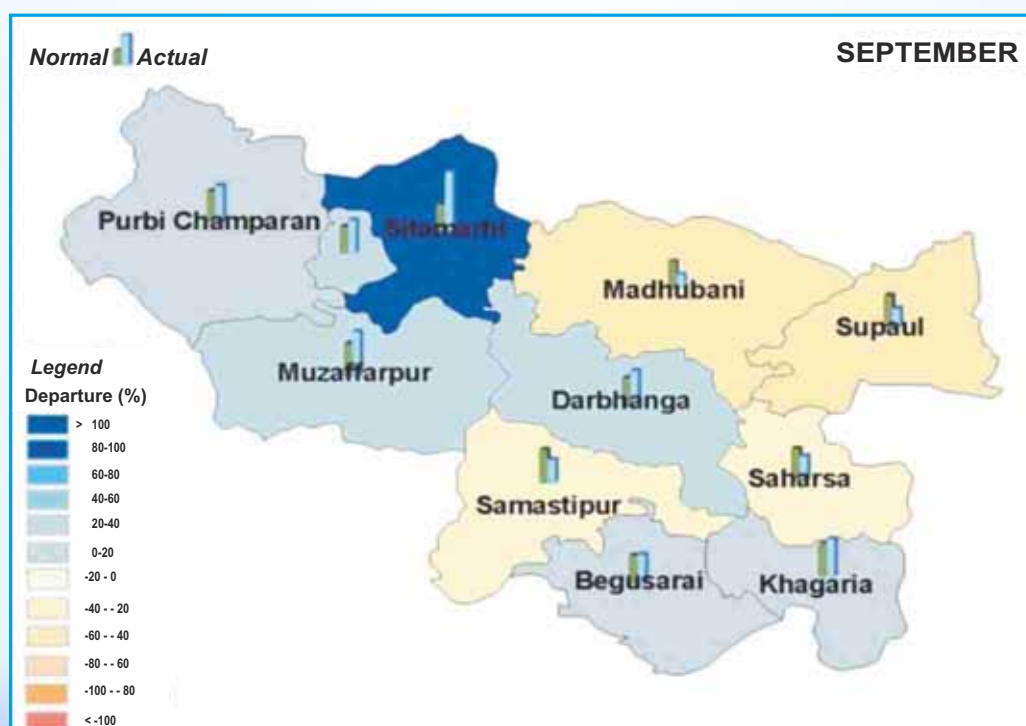 Normal Actual
SEPTEMBER
Purbi Champaran
Sitamarhi
Madhubani
Supaul
Muzaffarpur
Darbhanga
Saharsa
Samastipur
Begusarai
Khagaria
Legend
Departure (%)
> 100
80-100
60-80
40-60
20-40
0-20
-20 - 0
-40 - - 20
-60 - - 40
-80 - - 60
-100 - - 80
< -100